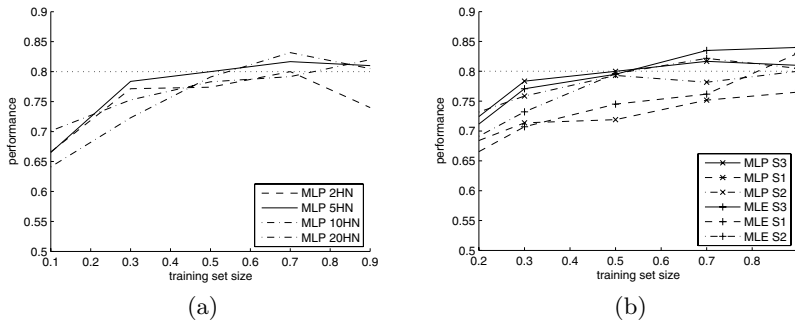 0.9
0.85
0.8
0.75
0.7
0.65
0.6
0.55
0.5
performance
0.1 0.2 0.3 0.4 0.5 0.6 0.7 0.8 0.9
training set size
MLP 2HN
MLP 5HN
MLP 10HN
MLP 20HN
(a)
0.9
0.85
0.8
0.75
0.7
0.65
0.6
0.55
0.5
performance
0.2 0.3 0.4 0.5 0.6 0.7 0.8
training set size
MLP S3
MLP S1
MLP S2
MLE S3
MLE S1
MLE S2
(b)